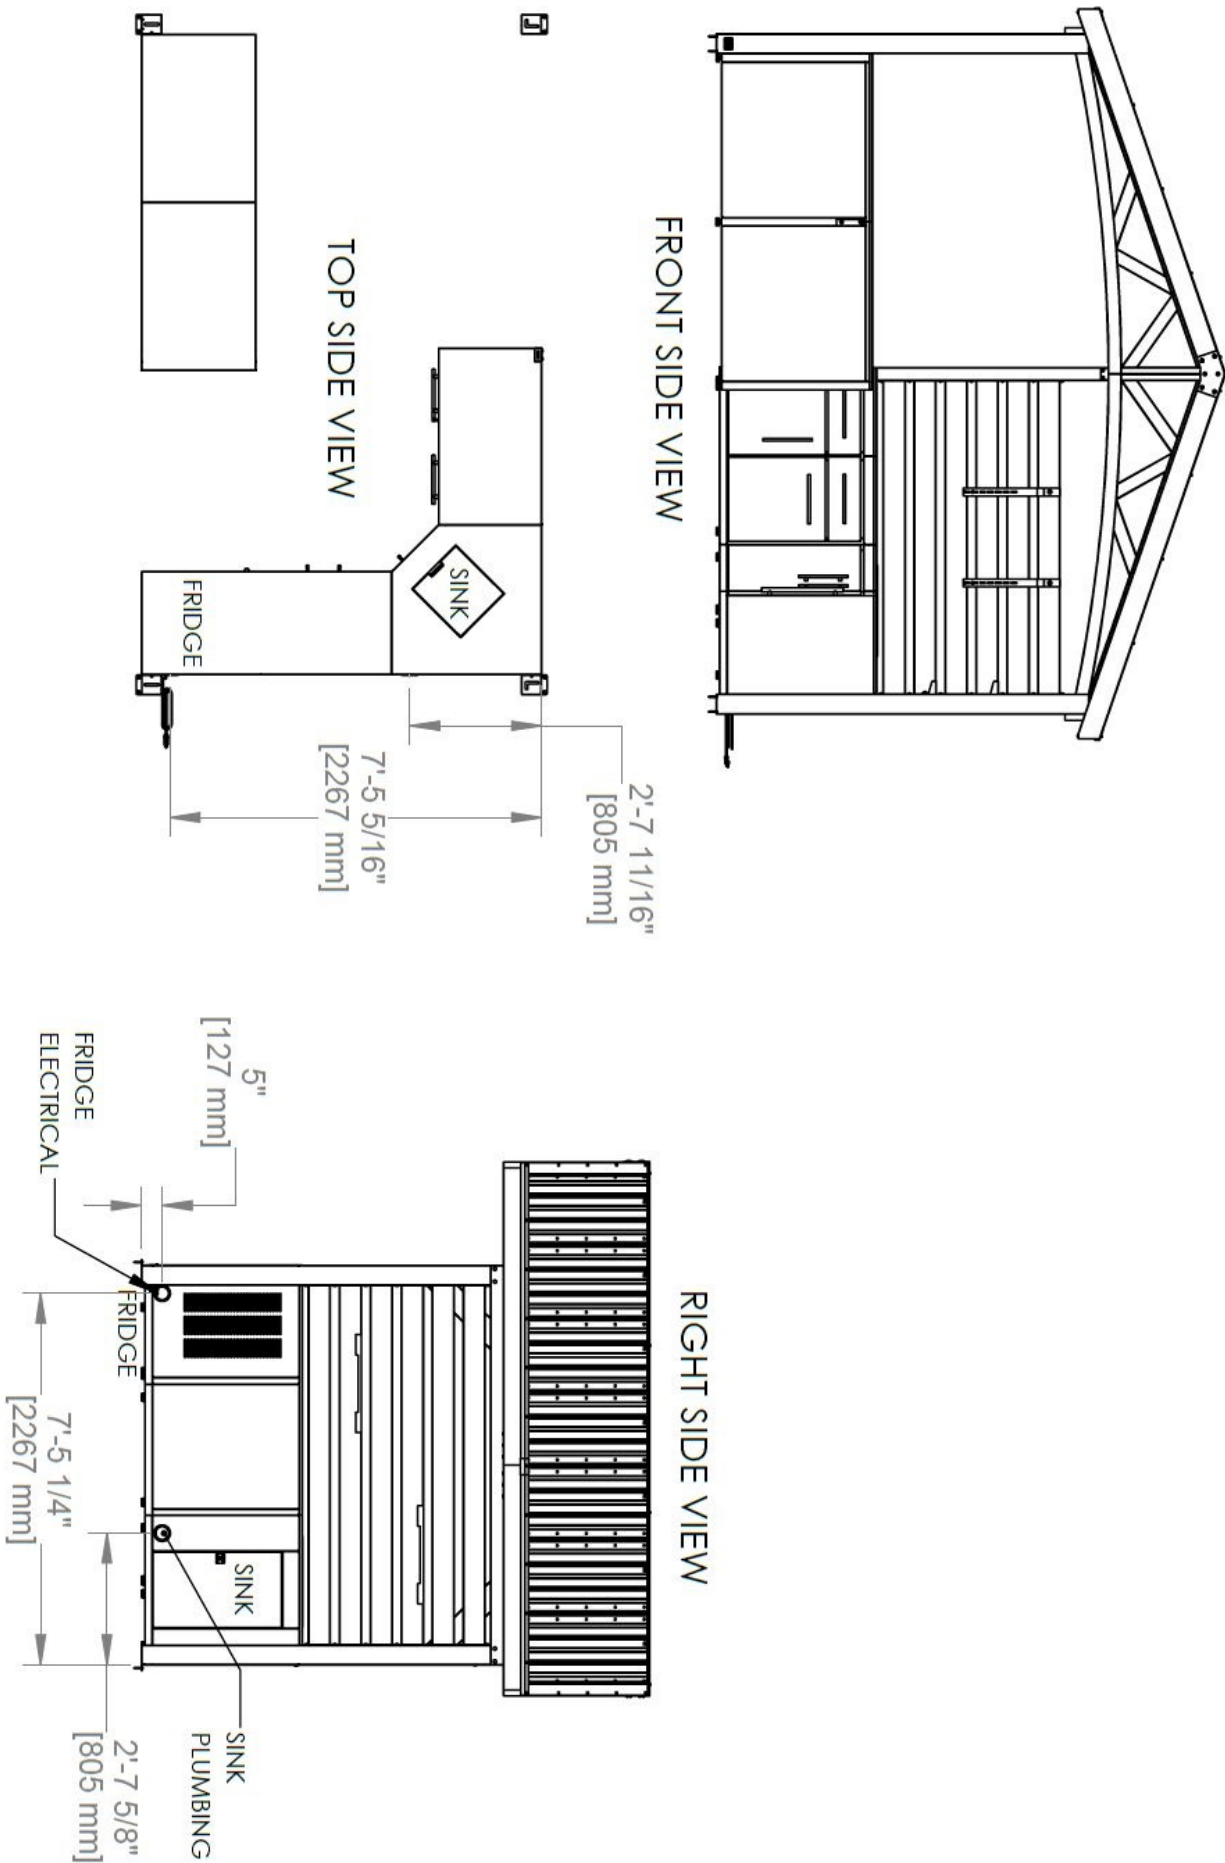 FRONT SIDE VIEW
TOP SIDE VIEW
SINK
FRIDGE
2'-7 11/16"
[805 mm]
7'-5 5/16"
[2267 mm]
RIGHT SIDE VIEW
5"
[127 mm]
FRIDGE
ELECTRICAL
FRIDGE
SINK
SINK
PLUMBING
7'-5 1/4"
[2267 mm]
2'-7 5/8"
[805 mm]